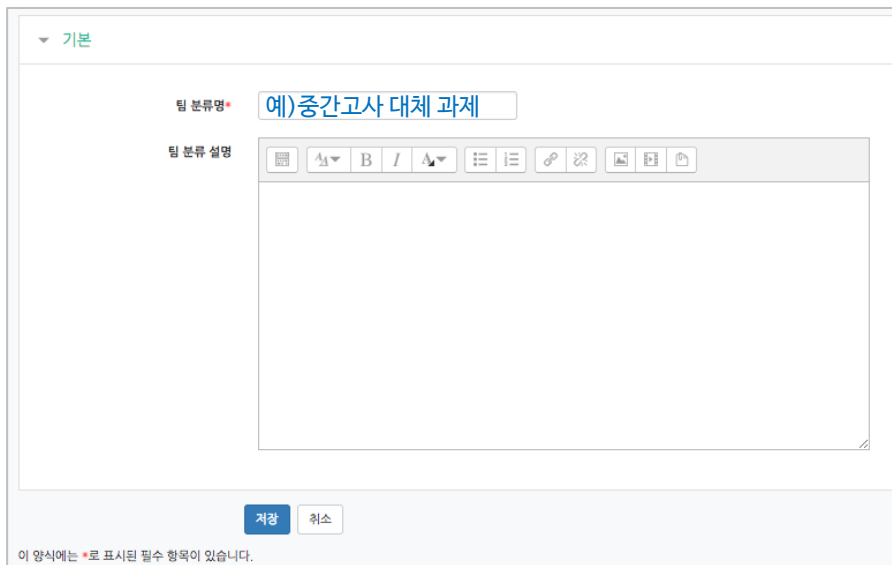 기본
팀 분류명*
예)중간고사 대체 과제
팀 분류 설명
저장
취소
이 양식에는 *로 표시된 필수 항목이 있습니다.